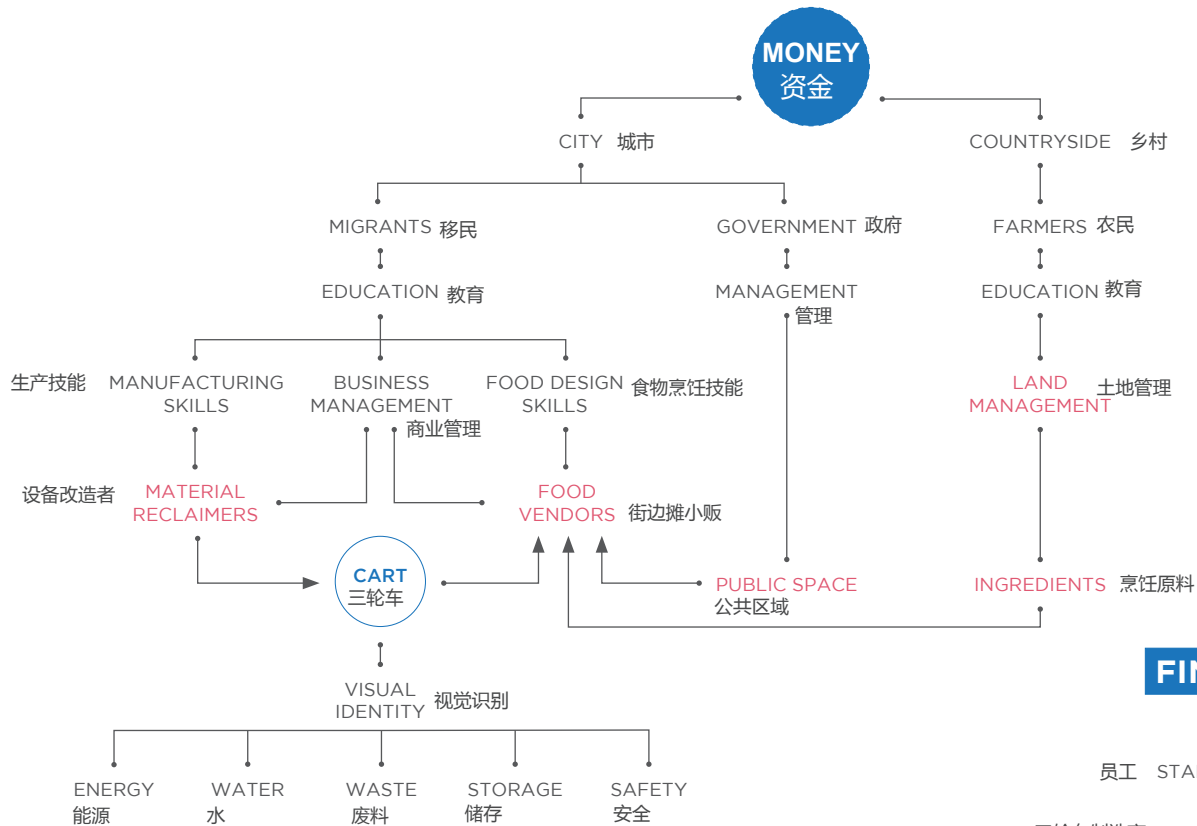 MONEY
资金
CITY 城市
COUNTRYSIDE 乡村
MIGRANTS 移民
GOVERNMENT 政府
FARMERS 农民
EDUCATION 教育
MANAGEMENT
管理
EDUCATION 教育
生产技能
MANUFACTURING
SKILLS
BUSINESS
MANAGEMENT
商业管理
FOOD DESIGN
SKILLS
食物烹饪技能
LAND
MANAGEMENT
土地管理
设备改造者
MATERIAL
RECLAIMERS
FOOD
VENDORS
街边摊小贩
CART
三轮车
PUBLIC SPACE
公共区域
INGREDIENTS 烹饪原料
VISUAL
IDENTITY
视觉识别
FIN
ENERGY
能源
WATER
水
WASTE
废料
STORAGE
储存
SAFETY
安全
员工 STA